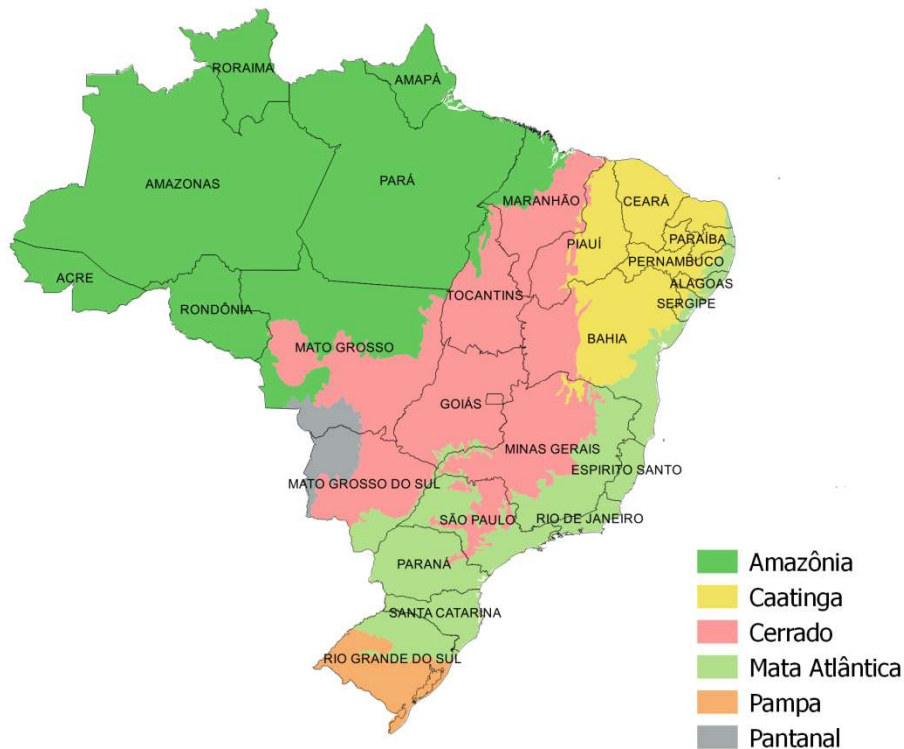 RORAIMA
AMAPÁ
AMAZONAS
PARÁ
MARANHÃO
CEARÁ
PIAUÍ
PARAÍBA
PERNAMBUCO
ACRE
ALAGOAS
TOCANTINS
SERGIPE
RONDÔNIA
BAHIA
MATO GROSSO
GOIÁS
MINAS GERAIS
ESPIRITO SANTO
MATO GROSSO DO SUL
SÃO PAULO
RIO DE JANEIRO
PARANÁ
SANTA CATARINA
RIO GRANDE DO SUL
Amazônia
Caatinga
Cerrado
Mata Atlântica
Pampa
Pantanal